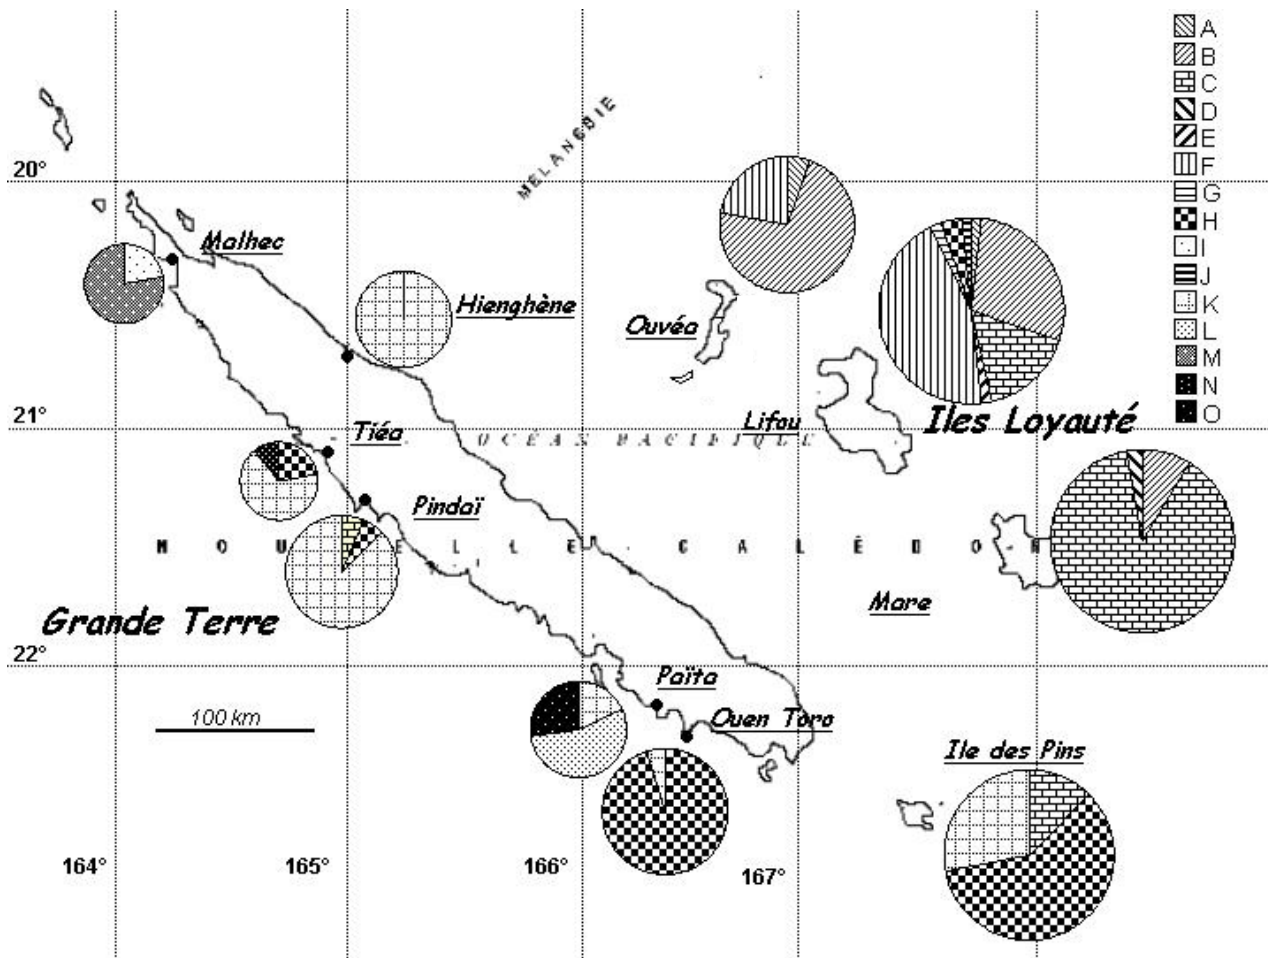 A
B
C
D
E
F
G
H
I
J
K
L
M
N
O
MELANESIE
20°
Malhec
Hienghène
Ouvéa
21°
Tiéa
Lifou
Iles Loyauté
OCÉAN PACIFIQUE
Pindaï
Mare
Grande Terre
22°
Païta
100 km
Ouen Toro
Ile des Pins
164°
165°
166°
167°